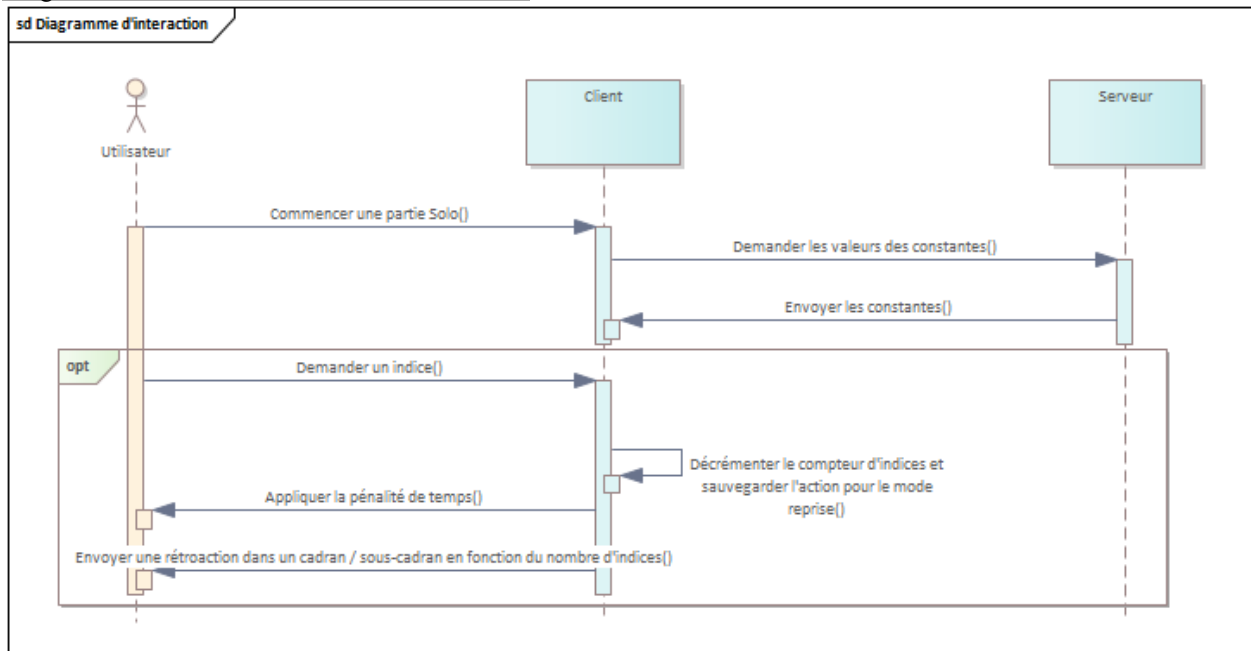 sd Diagramme d'interaction
Client
Serveur
Utilisateur
Commencer une partie Solo()
Demander les valeurs des constantes()
Envoyer les constantes()
opt
Demander un indice()
Décrémenter le compteur d'indices et
sauvegarder l'action pour le mode
reprise()
Appliquer la pénalité de temps()
Envoyer une rétroaction dans un cadran / sous-cadran en fonction du nombre d'indices()